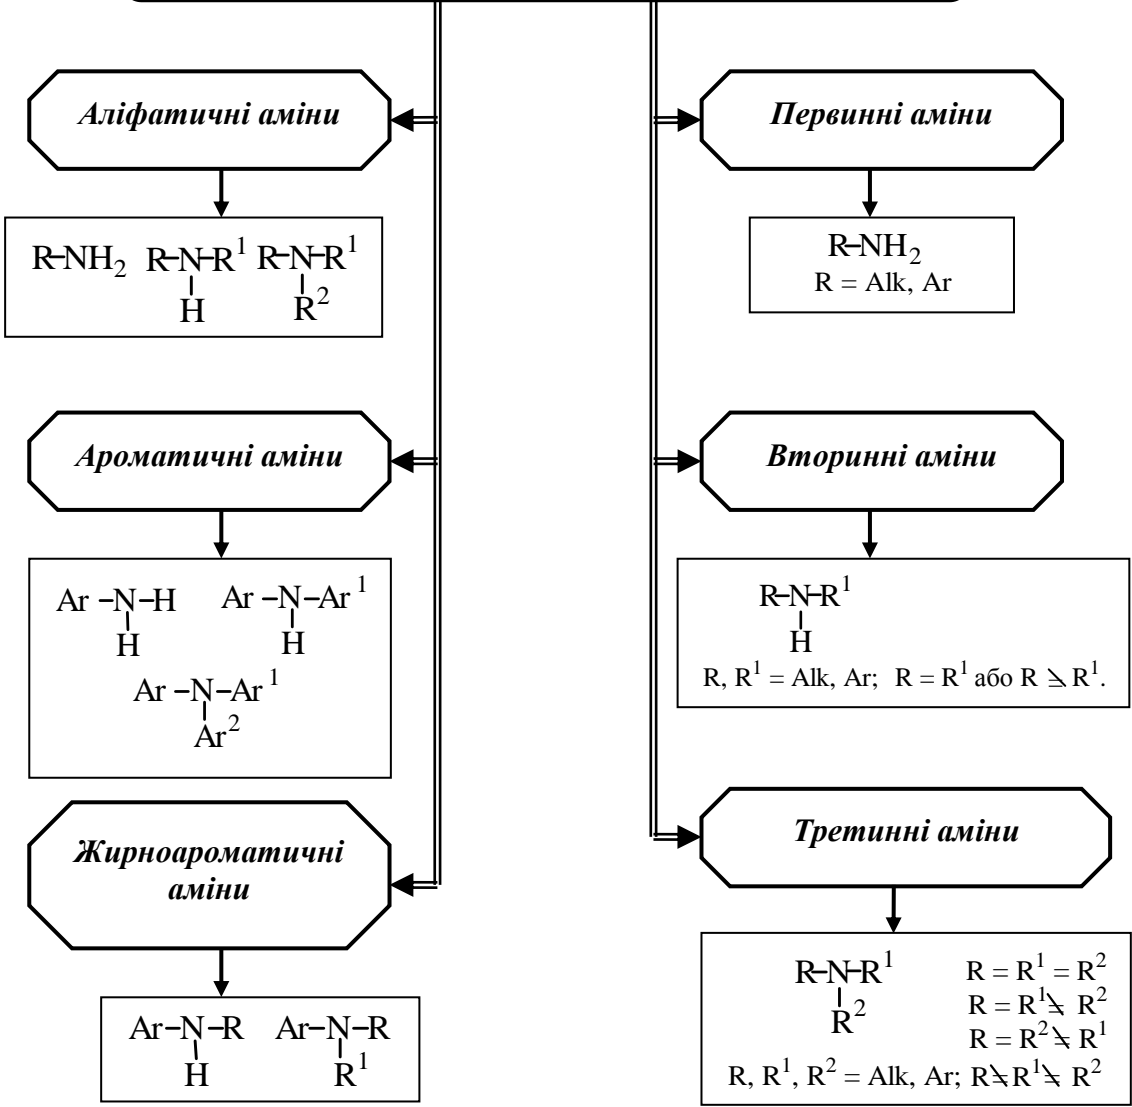 Аліфатичні аміни
R–NH₂ R–N–R¹ R–N–R¹
H R²
Ароматичні аміни
Ar –N–H Ar –N–Ar¹
H H
Ar –N–Ar¹
Ar²
Жирноароматичні
аміни
Ar–N–R Ar–N–R
H R¹
Первинні аміни
R–NH₂
R = Alk, Ar
Вторинні аміни
R–N–R¹
H
R, R¹ = Alk, Ar; R = R¹ або R ≠ R¹.
Третинні аміни
R–N–R¹
R²
R = R¹ = R²
R = R¹ ≠ R²
R = R² ≠ R¹
R, R¹, R² = Alk, Ar; R ≠ R¹ ≠ R²